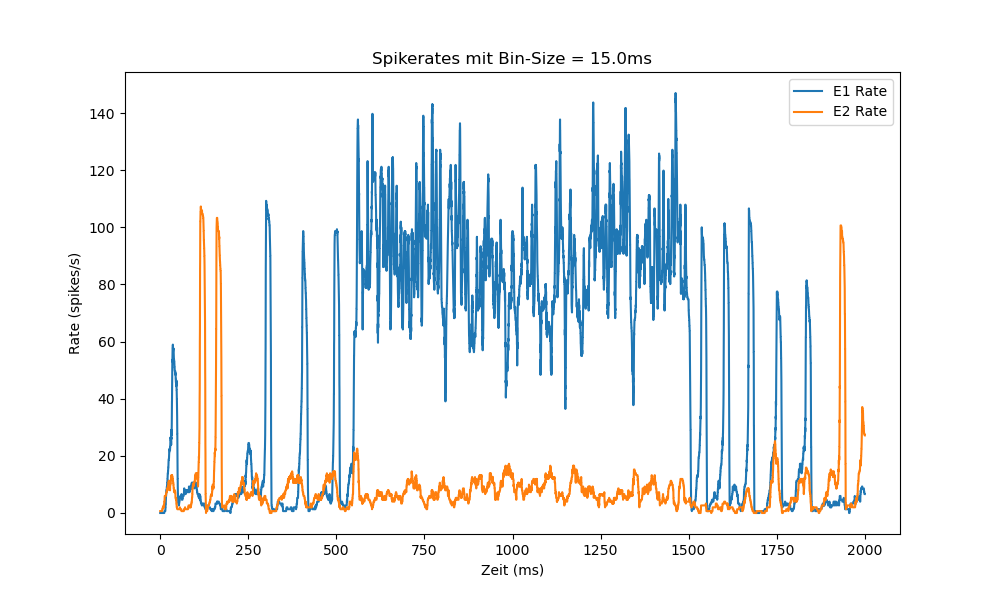 Spikerates mit Bin-Size = 15.0ms
E1 Rate
E2 Rate
Rate (spikes/s)
140
120
100
80
60
40
20
0
0 250 500 750 1000 1250 1500 1750 2000
Zeit (ms)